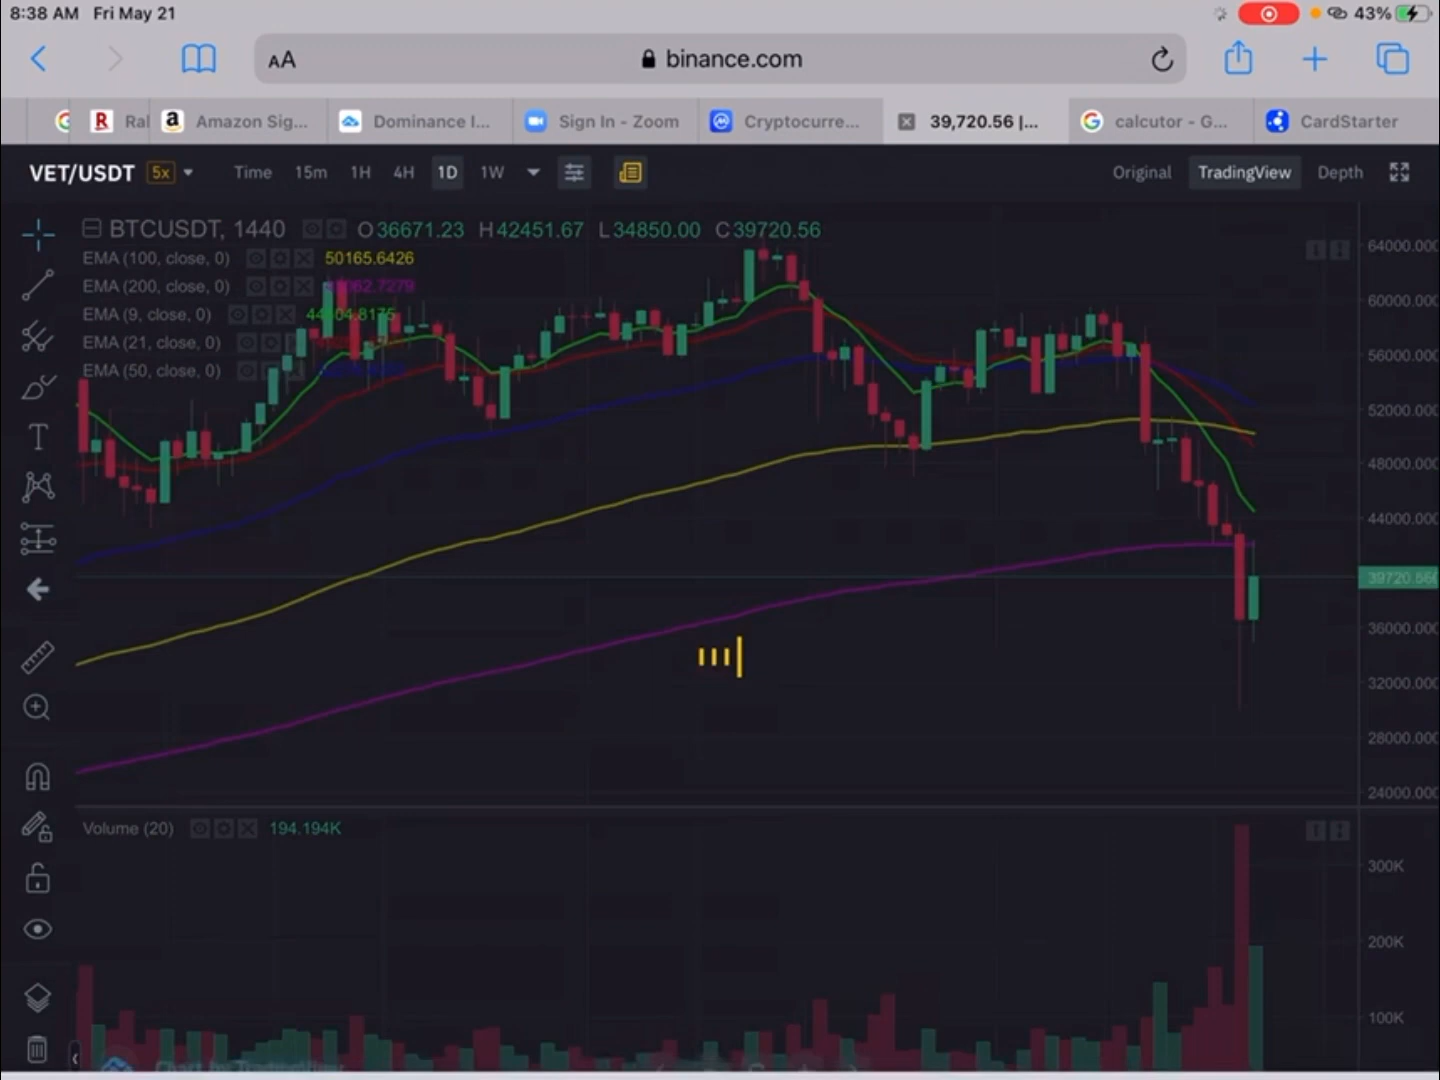 8:38 AM Fri May 21
43%
AA
binance.com
Ral
Amazon Sig...
Dominance I...
Sign In - Zoom
Cryptocurre...
39,720.56 |...
calcutor - G...
CardStarter
VET/USDT 5x Time 15m 1H 4H 1D 1W Original TradingView Depth
BTCUSDT, 1440 O36671.23 H42451.67 L34850.00 C39720.56
EMA (100, close, 0) 50165.6426
EMA (200, close, 0)
EMA (9, close, 0)
EMA (21, close, 0)
EMA (50, close, 0)
64000.00
60000.00
56000.00
52000.00
48000.00
44000.00
39720.56
36000.00
32000.00
28000.00
24000.00
Volume (20) 194.194K
300K
200K
100K
Chart by TradingView